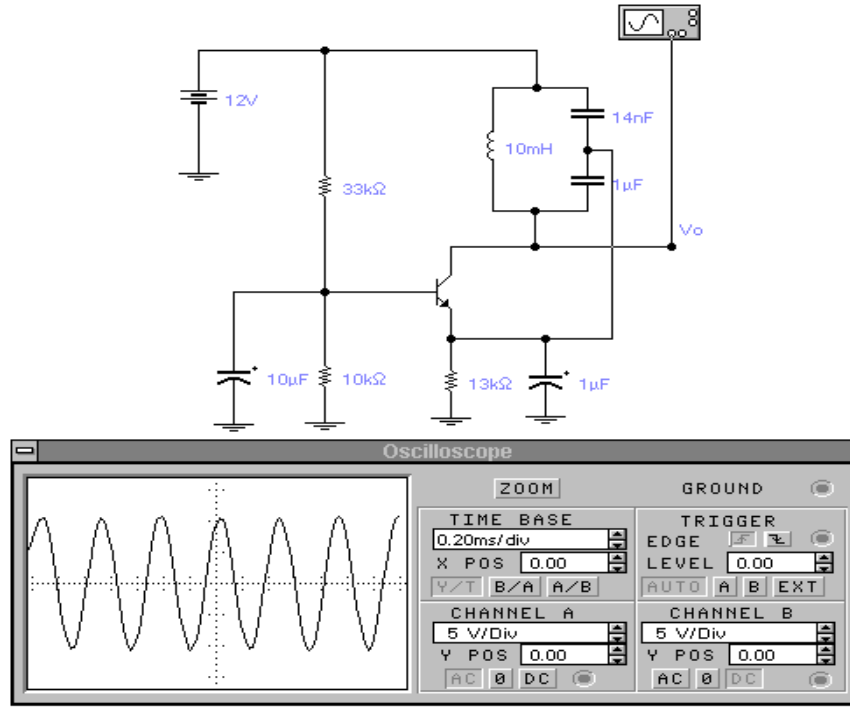 12V
14nF
10mH
1µF
33kΩ
Vo
10µF
10kΩ
13kΩ
1µF
Oscilloscope
ZOOM
GROUND
TIME BASE
0.20ms/div
X POS 0.00
Y/T B/A A/B
TRIGGER
EDGE
LEVEL 0.00
AUTO A B EXT
CHANNEL A
5 V/Div
Y POS 0.00
AC 0 DC
CHANNEL B
5 V/Div
Y POS 0.00
AC 0 DC